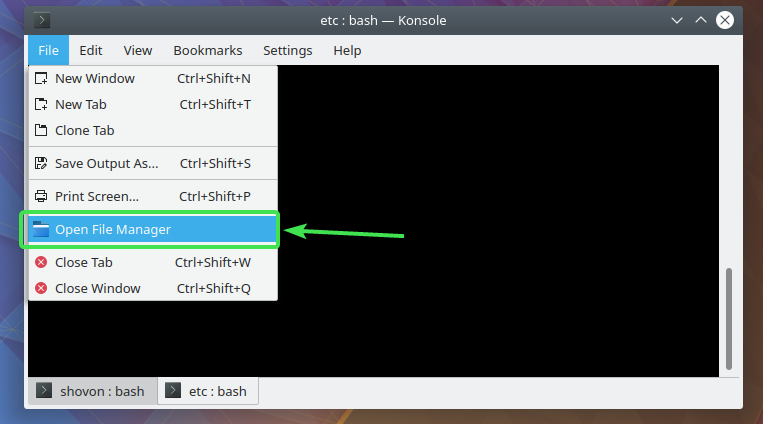 etc : bash — Konsole
File Edit View Bookmarks Settings Help
New Window Ctrl+Shift+N
New Tab Ctrl+Shift+T
Clone Tab
Save Output As... Ctrl+Shift+S
Print Screen... Ctrl+Shift+P
Open File Manager
Close Tab Ctrl+Shift+W
Close Window Ctrl+Shift+Q
shovon : bash etc : bash